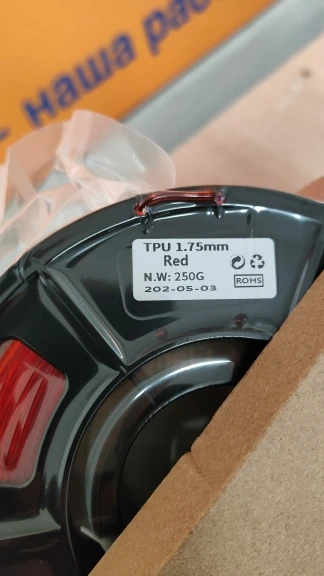 - наша рас
TPU 1.75mm
Red
N.W: 250G
202-05-03
ROHS